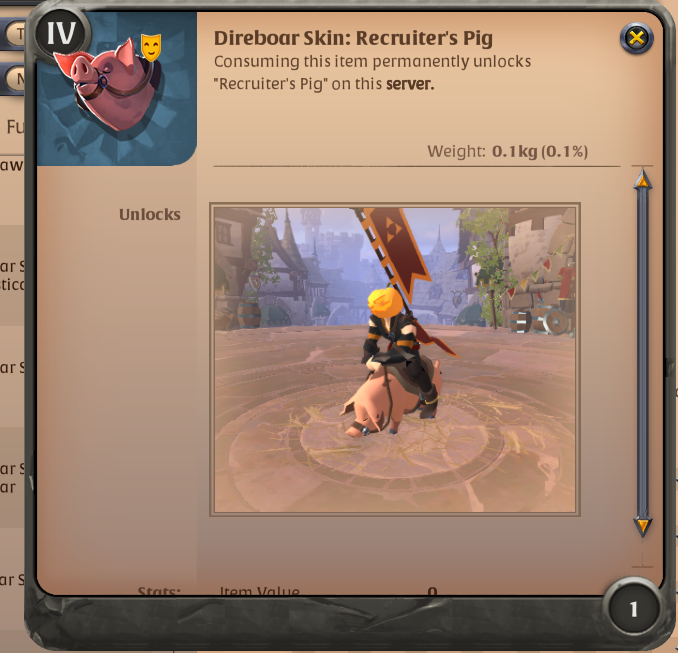 IV
Direboar Skin: Recruiter's Pig
Consuming this item permanently unlocks
"Recruiter's Pig" on this server.
Weight: 0.1kg (0.1%)
Unlocks
Stats: Item Value 0
1